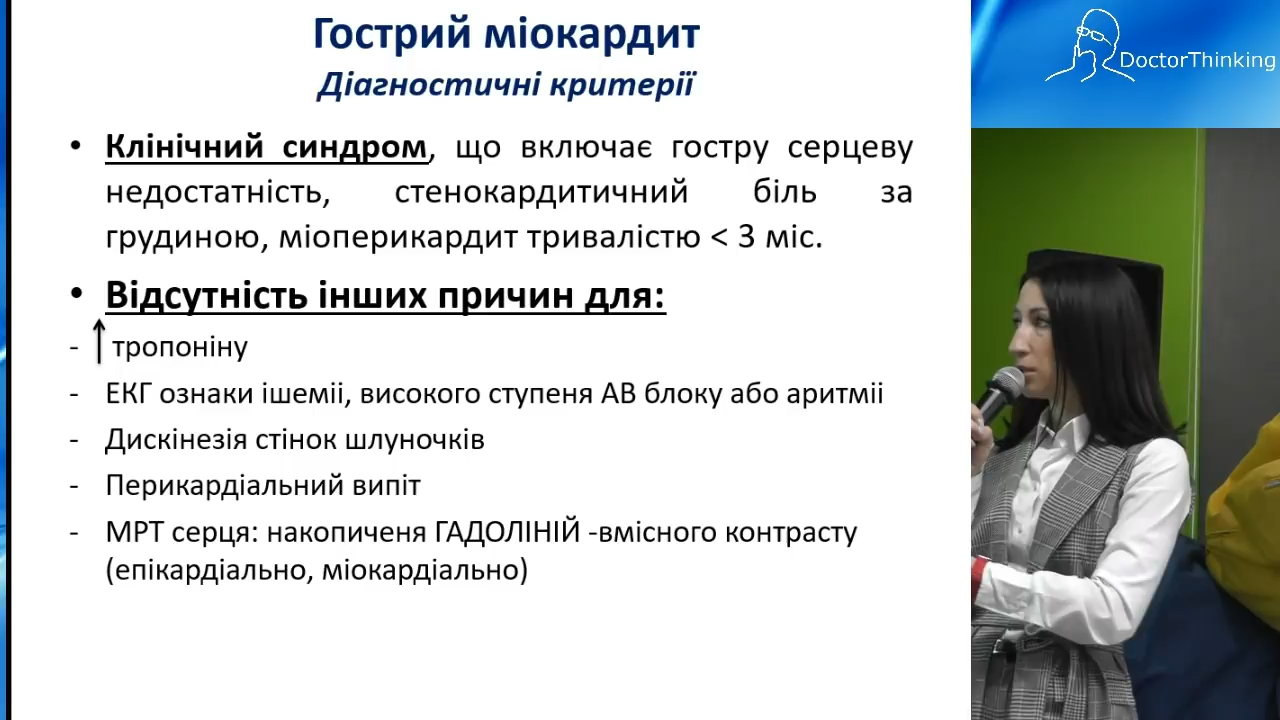 Гострий міокардит
Діагностичні критерії
DoctorThinking
• Клінічний синдром, що включає гостру серцеву
недостатність, стенокардитичний біль за
грудиною, міоперикардит тривалістю < 3 міс.
• Відсутність інших причин для:
- ↑ тропоніну
- ЕКГ ознаки ішемії, високого ступеня АВ блоку або аритмії
- Дискінезія стінок шлуночків
- Перикардіальний випіт
- МРТ серця: накопиченя ГАДОЛІНІЙ -вмісного контрасту
(епікардіально, міокардіально)